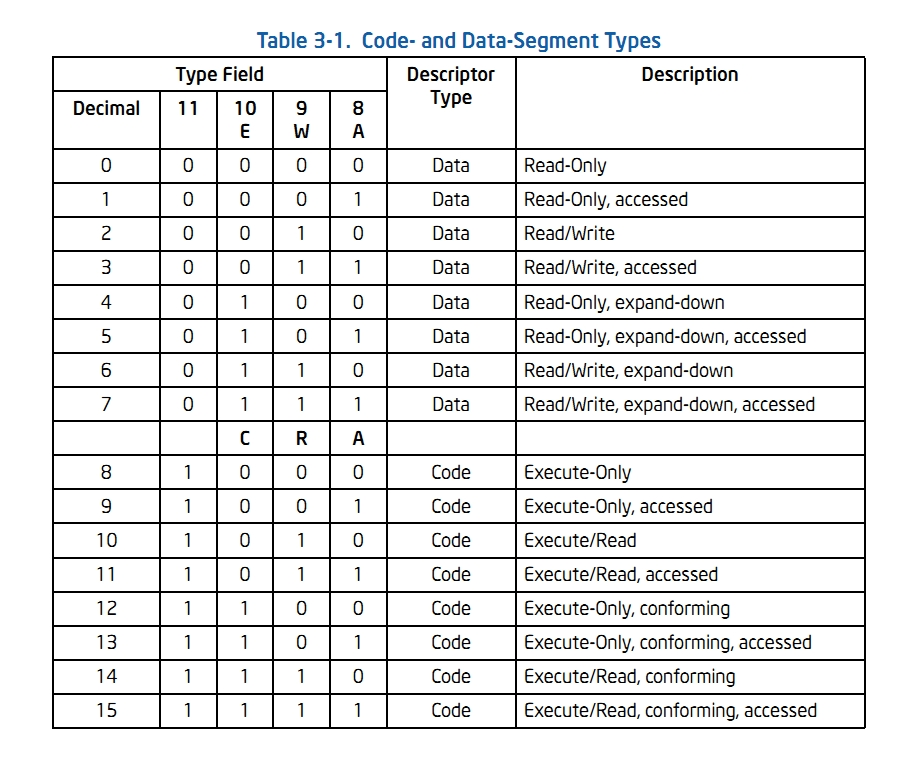 Table 3-1. Code- and Data-Segment Types
Type Field Descriptor Type Description
Decimal 11 10 E 9 W 8 A
0 0 0 0 0 Data Read-Only
1 0 0 0 1 Data Read-Only, accessed
2 0 0 1 0 Data Read/Write
3 0 0 1 1 Data Read/Write, accessed
4 0 1 0 0 Data Read-Only, expand-down
5 0 1 0 1 Data Read-Only, expand-down, accessed
6 0 1 1 0 Data Read/Write, expand-down
7 0 1 1 1 Data Read/Write, expand-down, accessed
C R A
8 1 0 0 0 Code Execute-Only
9 1 0 0 1 Code Execute-Only, accessed
10 1 0 1 0 Code Execute/Read
11 1 0 1 1 Code Execute/Read, accessed
12 1 1 0 0 Code Execute-Only, conforming
13 1 1 0 1 Code Execute-Only, conforming, accessed
14 1 1 1 0 Code Execute/Read, conforming
15 1 1 1 1 Code Execute/Read, conforming, accessed